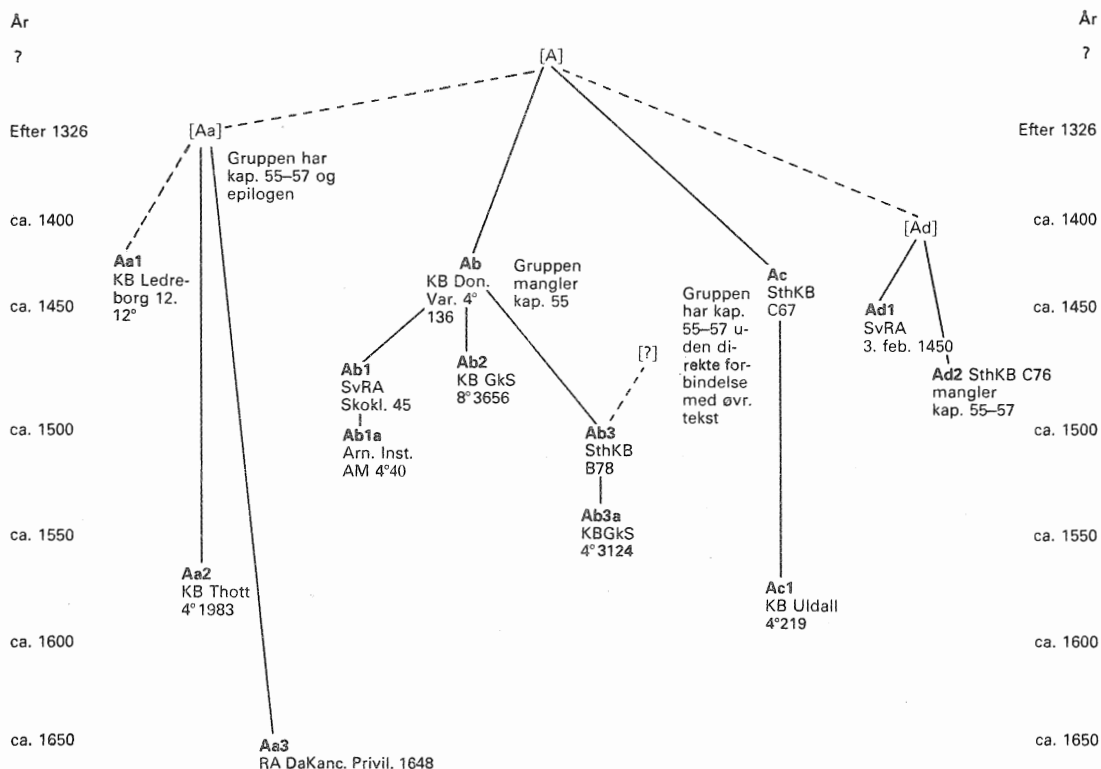 År
År
?
?
[A]
Efter 1326
[Aa]
Efter 1326
Gruppen har
kap. 55–57 og
epilogen
ca. 1400
ca. 1400
[Ad]
Aa1
KB Ledre-
borg 12.
12°
Ab
KB Don.
Var. 4°
136
Gruppen
mangler
kap. 55
Ac
SthKB
C67
ca. 1450
ca. 1450
Gruppen
har kap.
55–57 u-
den di-
rekte for-
bindelse
med øvr.
tekst
Ad1
SvRA
3. feb. 1450
[?]
Ab1
SvRA
Skokl. 45
Ab2
KB GkS
8° 3656
Ad2 SthKB C76
mangler
kap. 55–57
ca. 1500
ca. 1500
Ab1a
Arn. Inst.
AM 4°40
Ab3
SthKB
B78
Ab3a
KBGkS
4° 3124
ca. 1550
ca. 1550
Aa2
KB Thott
4° 1983
Ac1
KB Uldall
4°219
ca. 1600
ca. 1600
ca. 1650
ca. 1650
Aa3
RA DaKanc. Privil. 1648